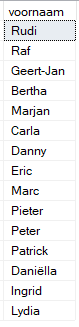 voornaam
Rudi
Raf
Geert-Jan
Bertha
Marjan
Carla
Danny
Eric
Marc
Pieter
Peter
Patrick
Daniëlla
Ingrid
Lydia